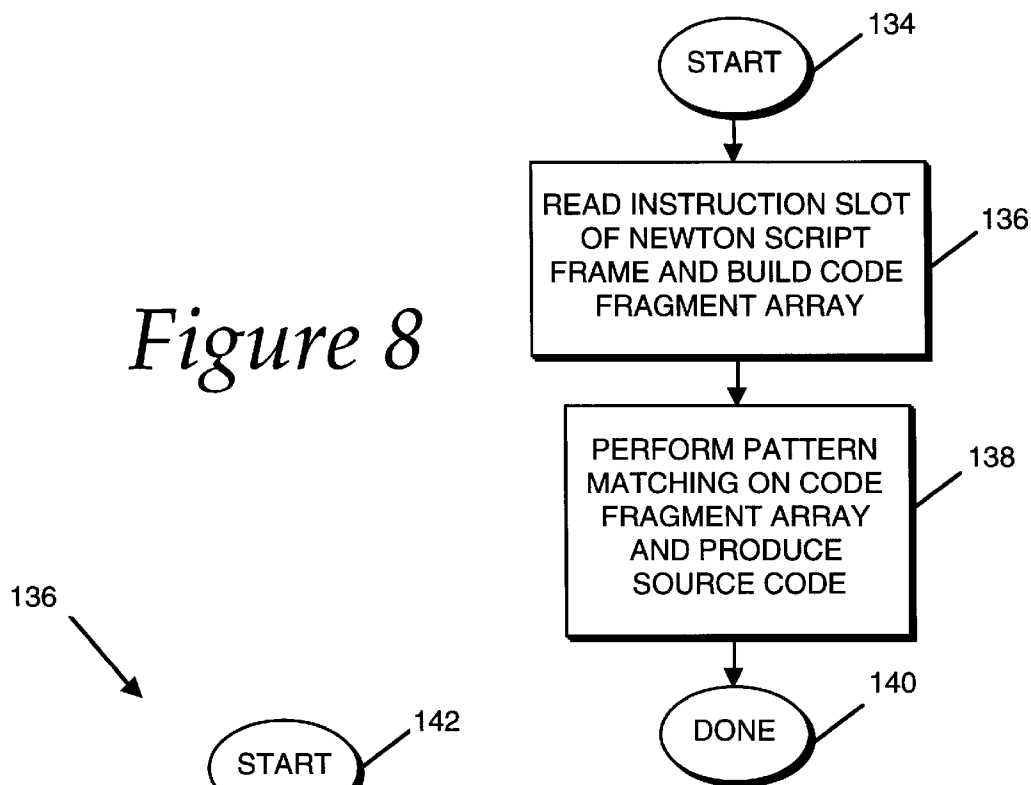 134
START
READ INSTRUCTION SLOT
OF NEWTON SCRIPT
FRAME AND BUILD CODE
FRAGMENT ARRAY
136
Figure 8
PERFORM PATTERN
MATCHING ON CODE
FRAGMENT ARRAY
AND PRODUCE
SOURCE CODE
138
136
140
DONE
142
START